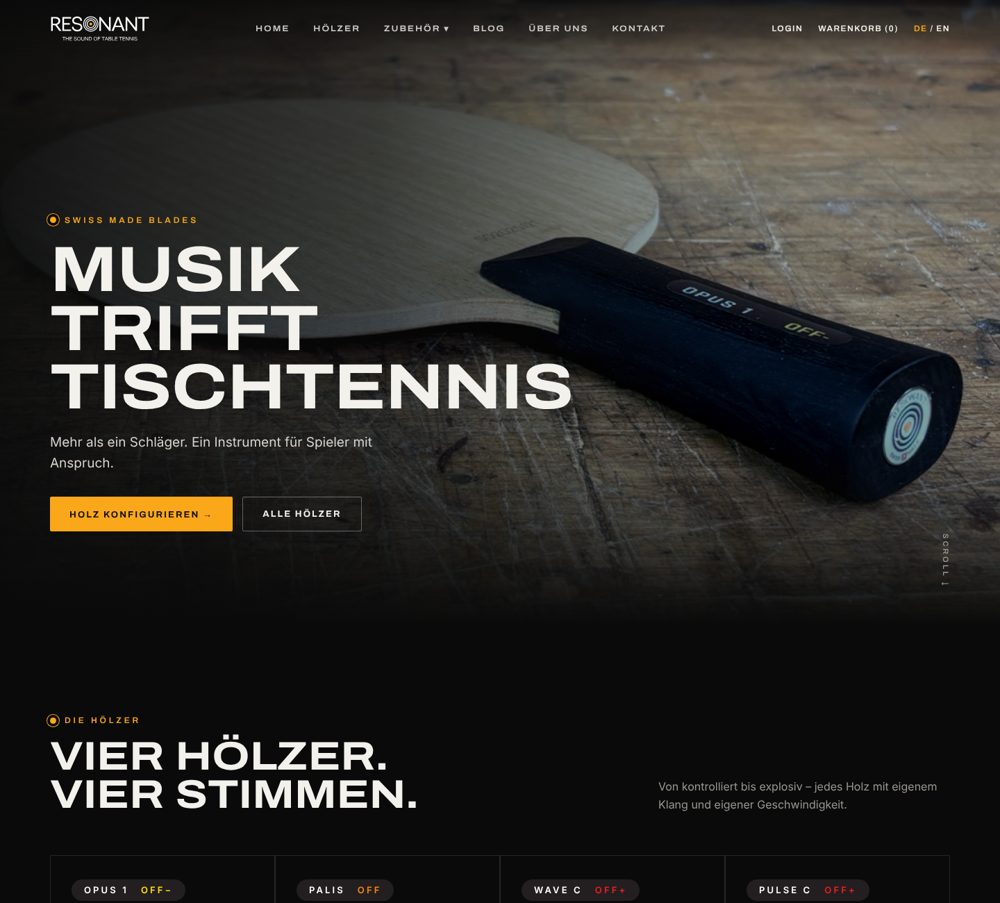 RESONANT
THE SOUND OF TABLE TENNIS
HOME
HÖLZER
ZUBEHÖR ▾
BLOG
ÜBER UNS
KONTAKT
LOGIN
WARENKORB (0)
DE / EN
SWISS MADE BLADES
MUSIK
TRIFFT
TISCHTENNIS
OPUS 1 OFF-
Mehr als ein Schläger. Ein Instrument für Spieler mit
Anspruch.
HOLZ KONFIGURIEREN →
ALLE HÖLZER
SCROLL ↓
DIE HÖLZER
VIER HÖLZER.
VIER STIMMEN.
Von kontrolliert bis explosiv – jedes Holz mit eigenem
Klang und eigener Geschwindigkeit.
OPUS 1 OFF–
PALIS OFF
WAVE C OFF+
PULSE C OFF+